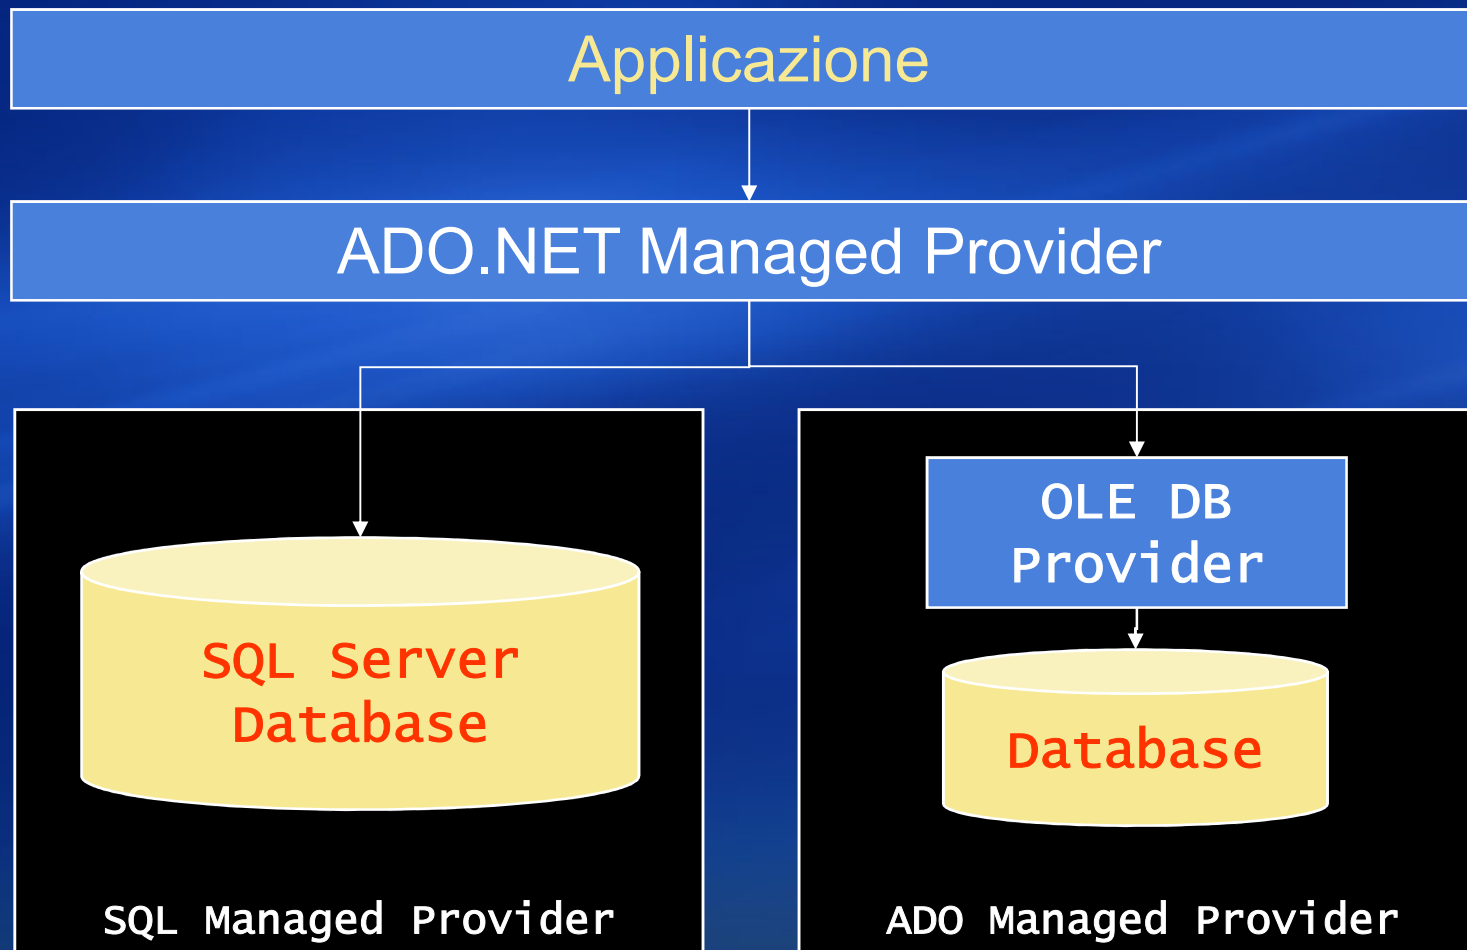 Applicazione
ADO.NET Managed Provider
SQL Server
Database
SQL Managed Provider
OLE DB
Provider
Database
ADO Managed Provider